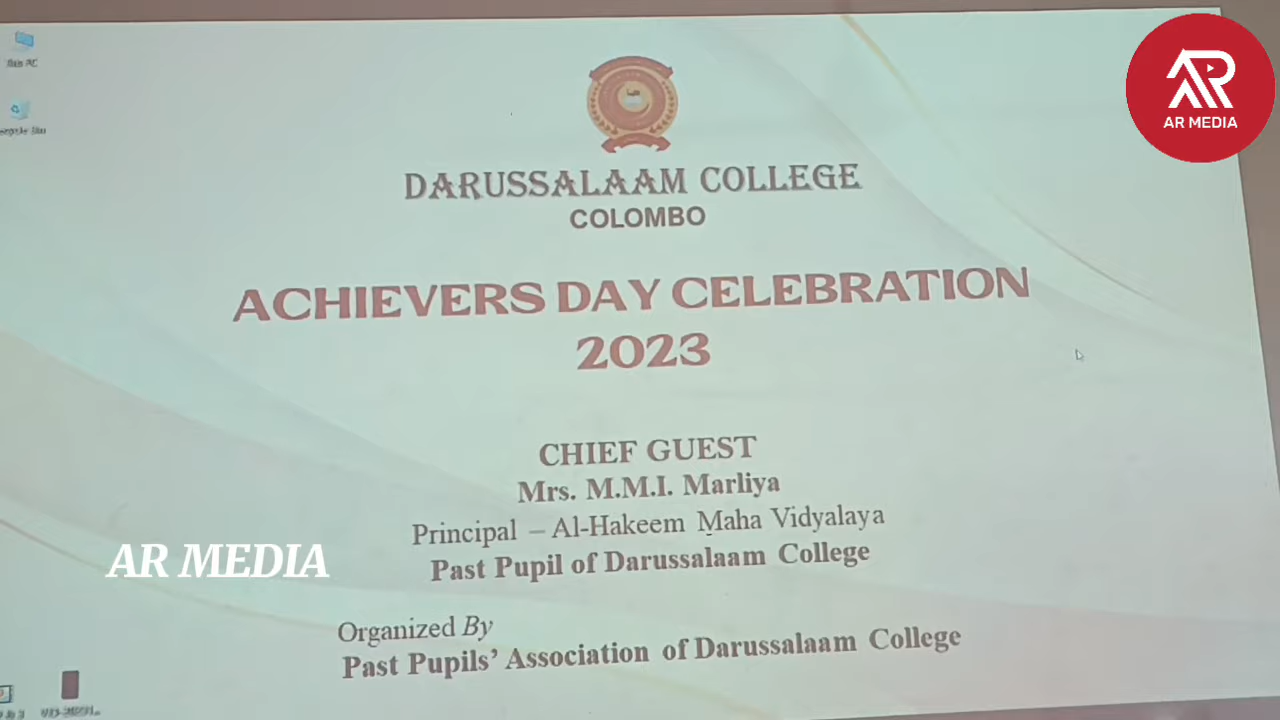 AR MEDIA
DARUSSALAAM COLLEGE
COLOMBO
ACHIEVERS DAY CELEBRATION
2023
CHIEF GUEST
Mrs. M.M.I. Marliya
Principal – Al-Hakeem Maha Vidyalaya
Past Pupil of Darussalaam College
AR MEDIA
Organized By
Past Pupils' Association of Darussalaam College